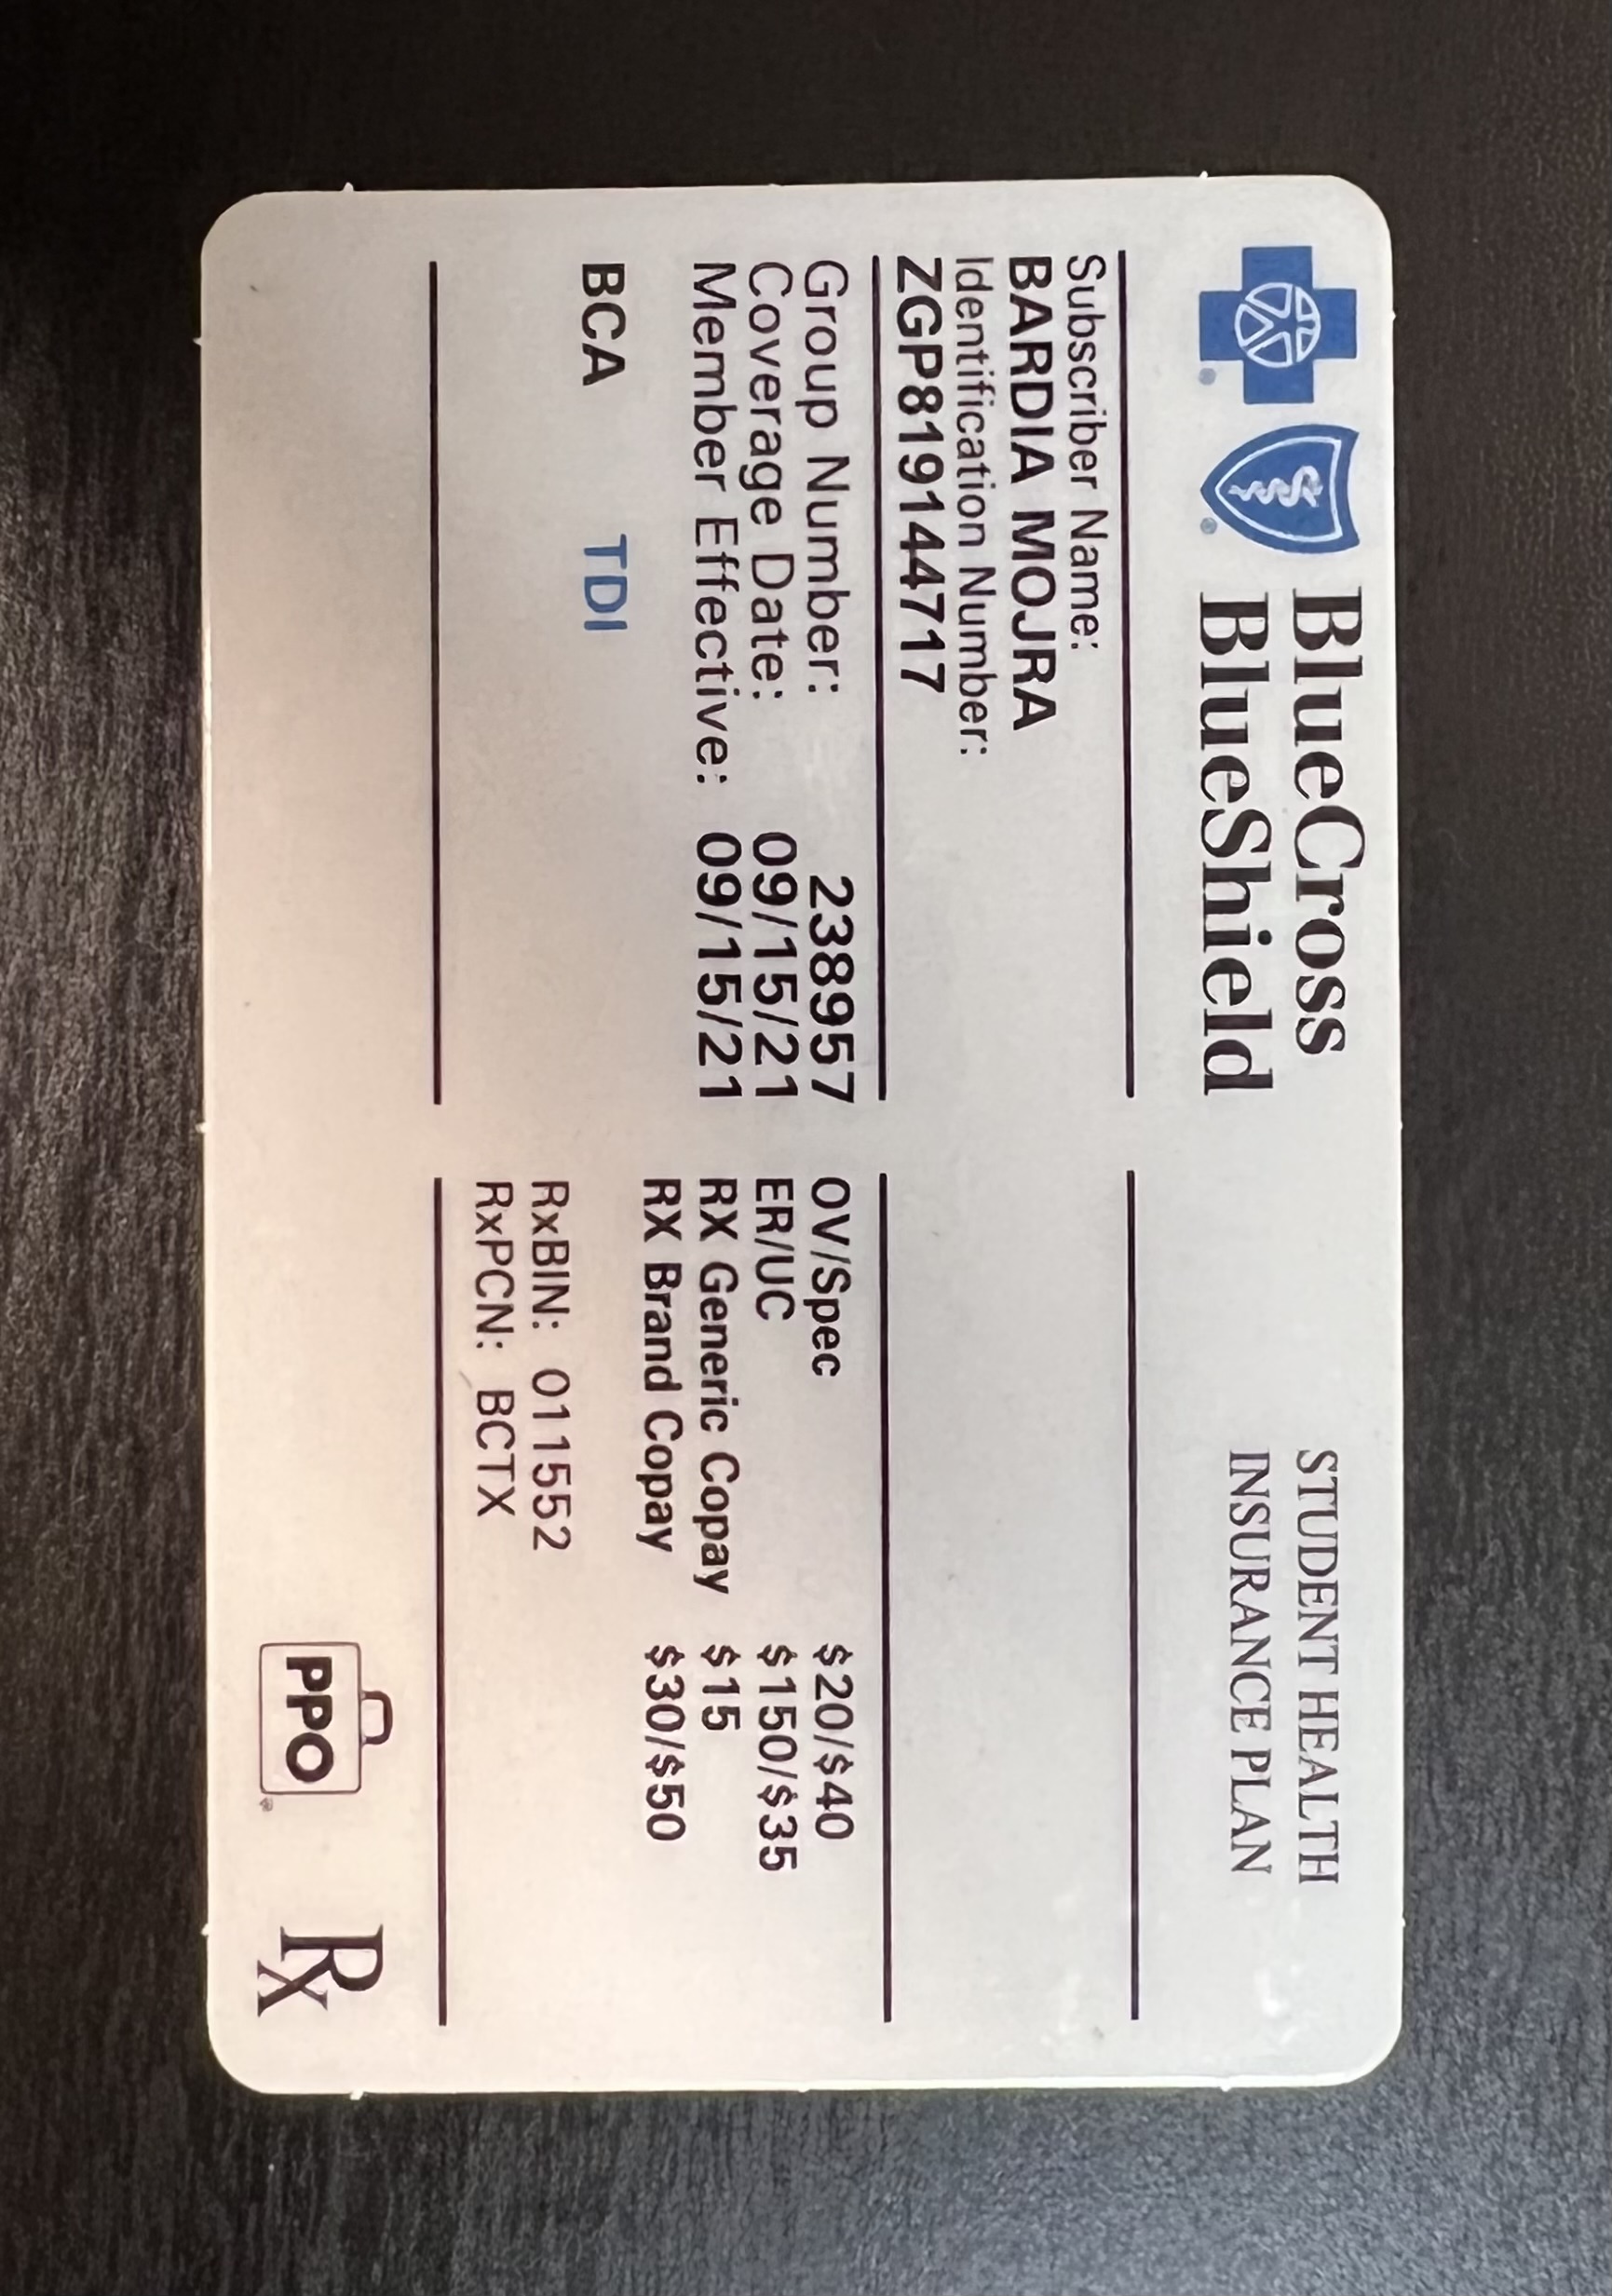 BlueCross
BlueShield
STUDENT HEALTH
INSURANCE PLAN
Subscriber Name:
BARDIA MOJRA
Identification Number:
ZGP819144717
Group Number: 238957
Coverage Date: 09/15/21
Member Effective: 09/15/21
BCA TDI
OV/Spec $20/$40
ER/UC $150/$35
RX Generic Copay $15
RX Brand Copay $30/$50
RxBIN: 011552
RxPCN: BCTX
PPO
Rx